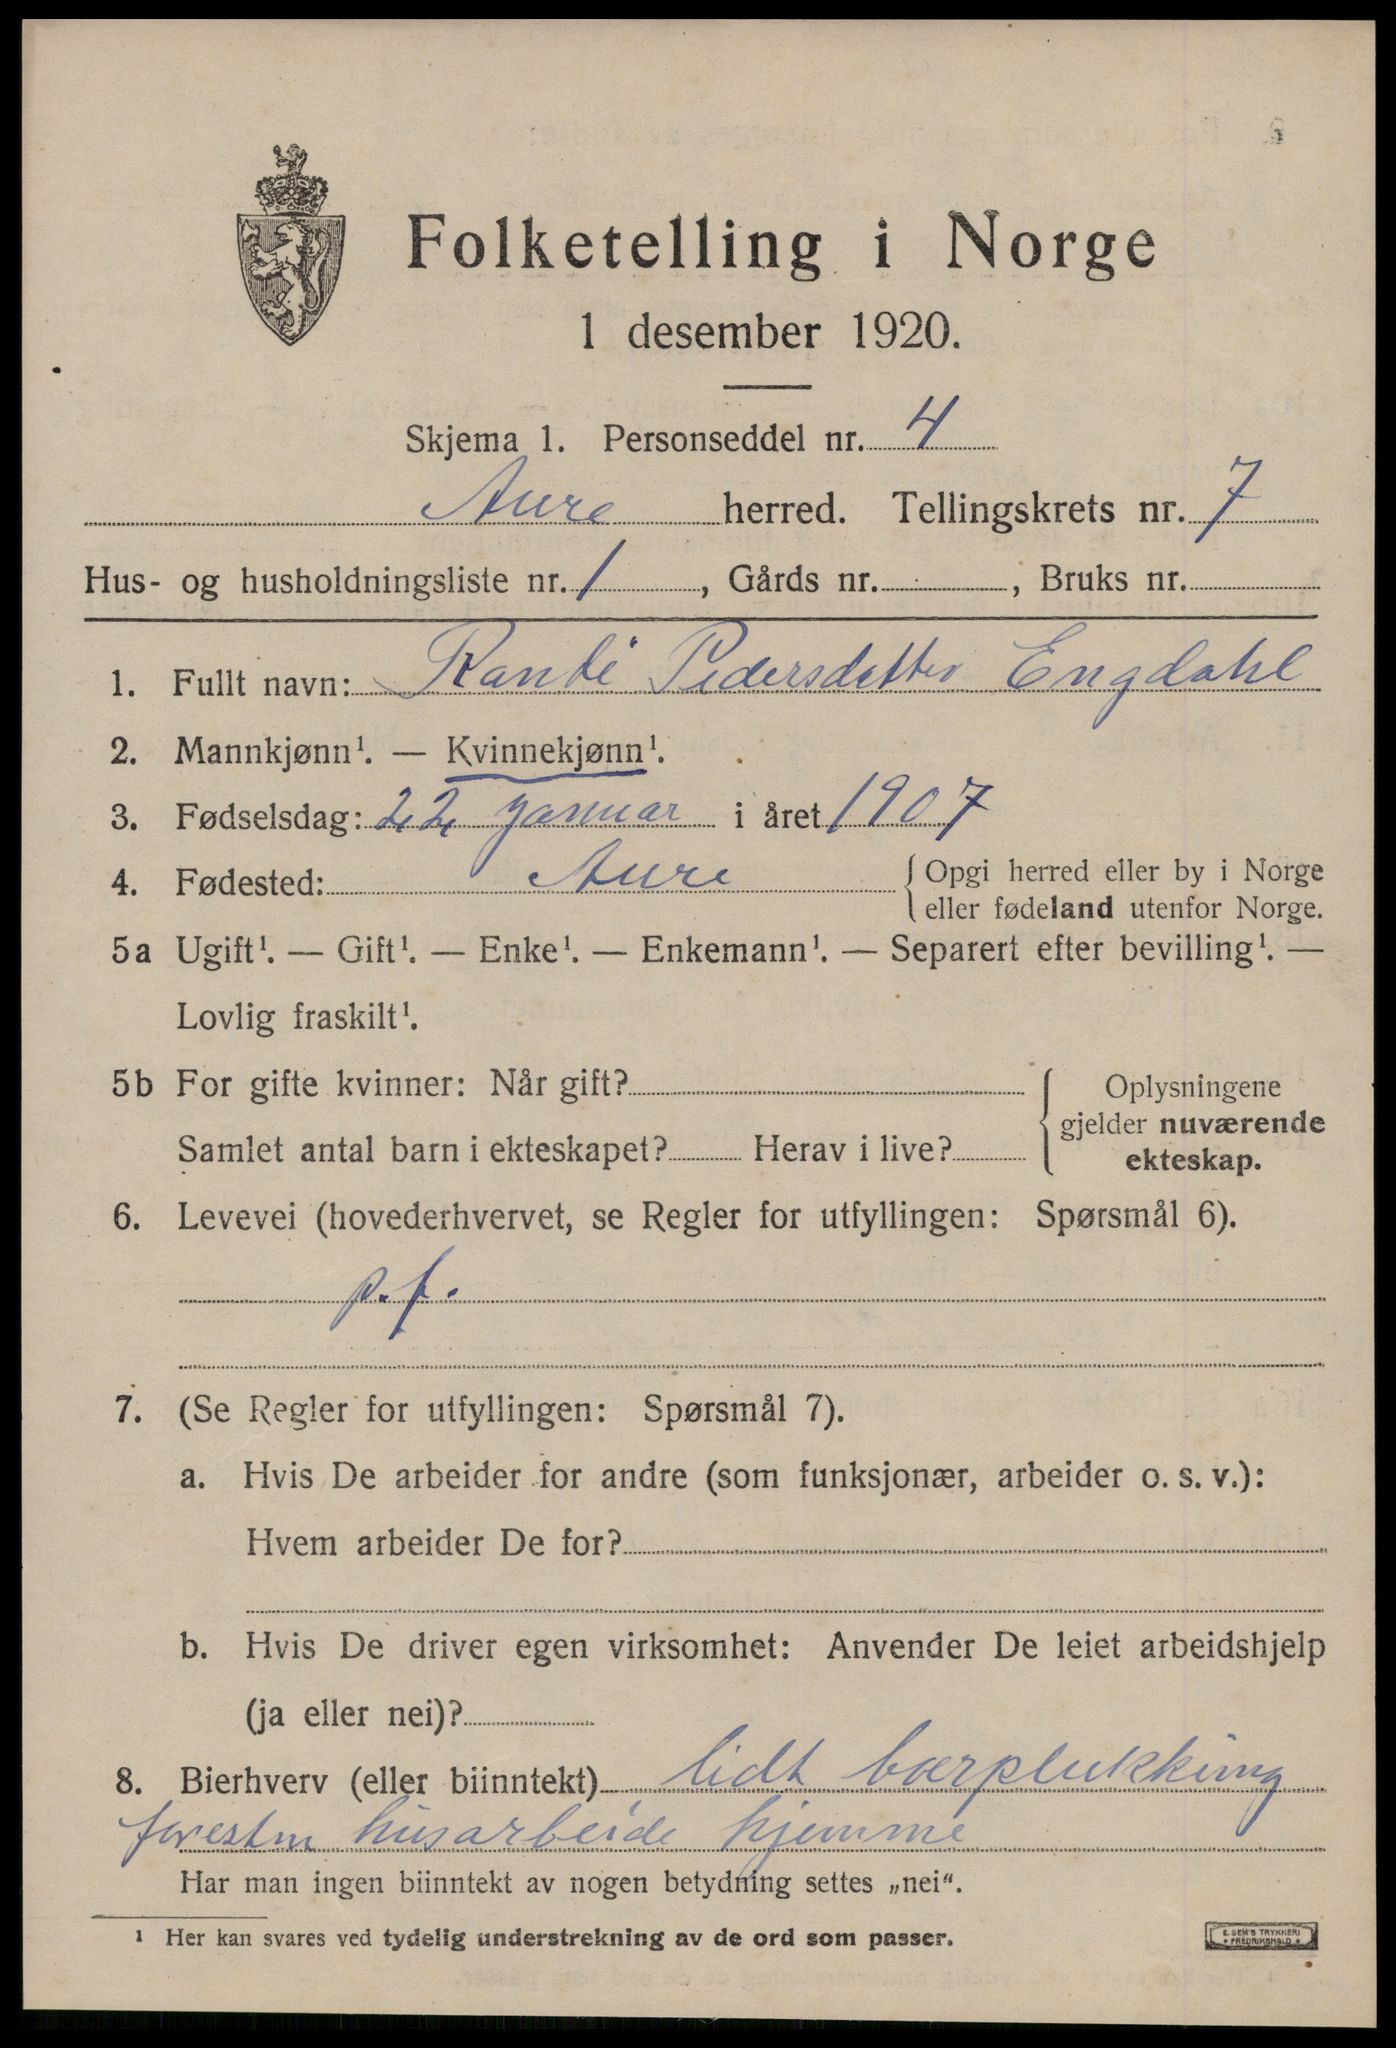 Folketelling i Norge
1 desember 1920.
Skjema 1. Personseddel nr. 4
Aure herred. Tellingskrets nr. 7
Hus- og husholdningsliste nr. 1, Gårds nr. , Bruks nr.
1. Fullt navn: Ranti Pedersdatter Engdahl
2. Mannkjønn¹. — Kvinnekjønn¹.
3. Fødselsdag: 22 januar i året 1907
4. Fødested: Aure { Opgi herred eller by i Norge
eller fødeland utenfor Norge.
5a Ugift¹. — Gift¹. — Enke¹. — Enkemann¹. — Separert efter bevilling¹. —
Lovlig fraskilt¹.
5b For gifte kvinner: Når gift?
Samlet antal barn i ekteskapet? Herav i live?
Oplysningene
gjelder nuværende
ekteskap.
6. Levevei (hovederhvervet, se Regler for utfyllingen: Spørsmål 6).
p. f.
7. (Se Regler for utfyllingen: Spørsmål 7).
a. Hvis De arbeider for andre (som funksjonær, arbeider o. s. v.):
Hvem arbeider De for?
b. Hvis De driver egen virksomhet: Anvender De leiet arbeidshjelp
(ja eller nei)?
8. Bierhverv (eller biinntekt) lidt bærplukking
husarbeide hjemme
Har man ingen biinntekt av nogen betydning settes „nei“.
¹ Her kan svares ved tydelig understrekning av de ord som passer.
E. SEM'S TRYKKERI
FREDRIKSHALD